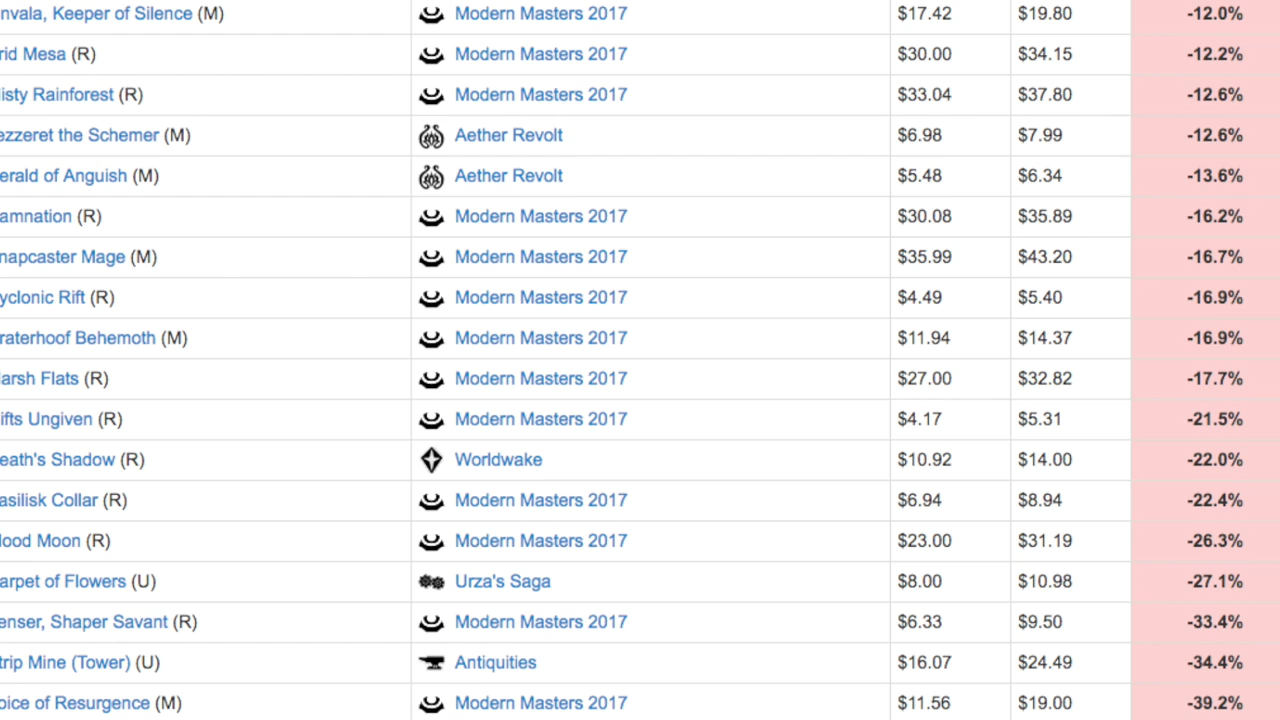 nvala, Keeper of Silence (M) Modern Masters 2017 $17.42 $19.80 -12.0%
rid Mesa (R) Modern Masters 2017 $30.00 $34.15 -12.2%
isty Rainforest (R) Modern Masters 2017 $33.04 $37.80 -12.6%
ezzeret the Schemer (M) Aether Revolt $6.98 $7.99 -12.6%
erald of Anguish (M) Aether Revolt $5.48 $6.34 -13.6%
amnation (R) Modern Masters 2017 $30.08 $35.89 -16.2%
napcaster Mage (M) Modern Masters 2017 $35.99 $43.20 -16.7%
yclonic Rift (R) Modern Masters 2017 $4.49 $5.40 -16.9%
raterhoof Behemoth (M) Modern Masters 2017 $11.94 $14.37 -16.9%
arsh Flats (R) Modern Masters 2017 $27.00 $32.82 -17.7%
ifts Ungiven (R) Modern Masters 2017 $4.17 $5.31 -21.5%
eath's Shadow (R) Worldwake $10.92 $14.00 -22.0%
asilisk Collar (R) Modern Masters 2017 $6.94 $8.94 -22.4%
lood Moon (R) Modern Masters 2017 $23.00 $31.19 -26.3%
arpet of Flowers (U) Urza's Saga $8.00 $10.98 -27.1%
enser, Shaper Savant (R) Modern Masters 2017 $6.33 $9.50 -33.4%
trip Mine (Tower) (U) Antiquities $16.07 $24.49 -34.4%
oice of Resurgence (M) Modern Masters 2017 $11.56 $19.00 -39.2%